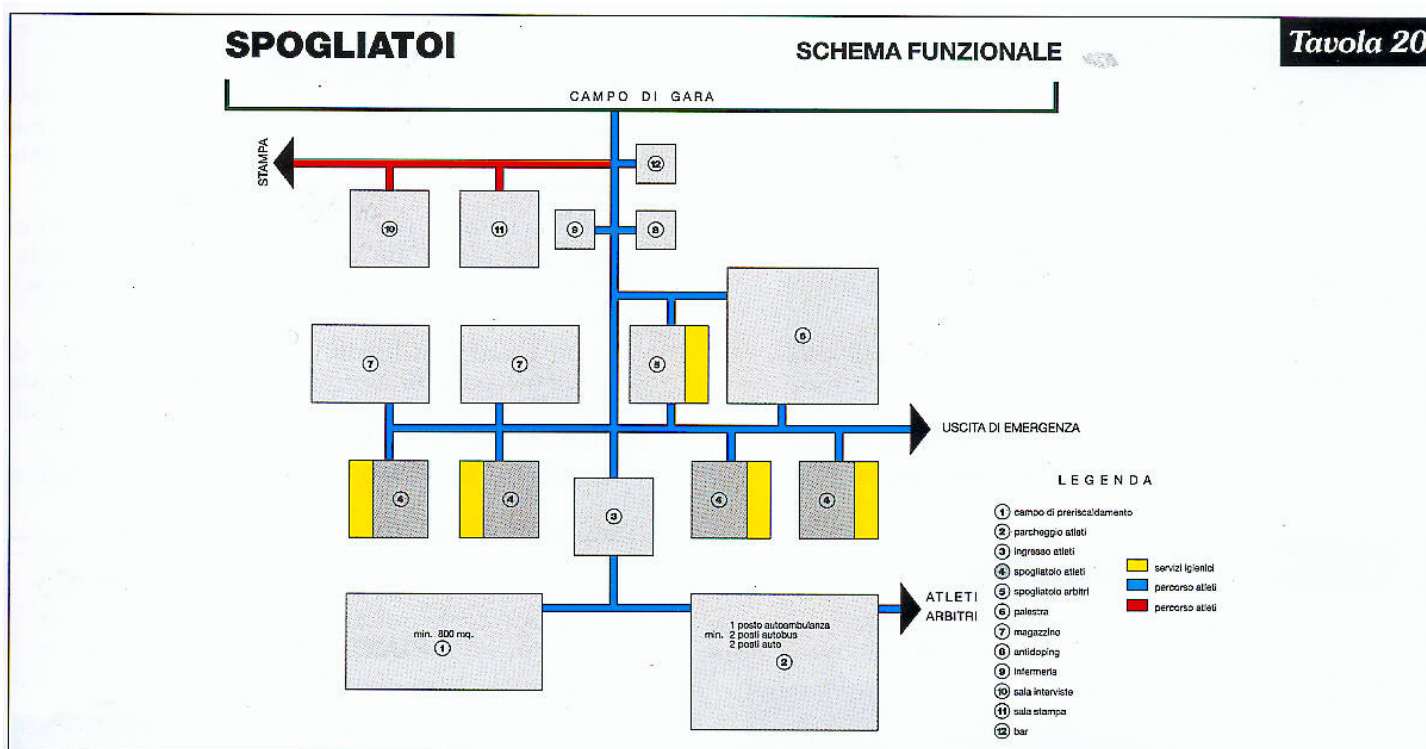 SPOGLIATOI
SCHEMA FUNZIONALE
Tavola 20
CAMPO DI GARA
STAMPA
12
10
11
9
8
7
7
5
6
USCITA DI EMERGENZA
4
4
3
4
4
min. 800 mq.
1
1 posto autoambulanza
min. 2 posti autobus
2 posti auto
2
ATLETI
ARBITRI
LEGENDA
1 campo di preriscaldamento
2 parcheggio atleti
3 ingresso atleti
4 spogliatoio atleti
5 spogliatoio arbitri
6 palestra
7 magazzino
8 antidoping
9 infermeria
10 sala interviste
11 sala stampa
12 bar
servizi igienici
percorso atleti
percorso atleti